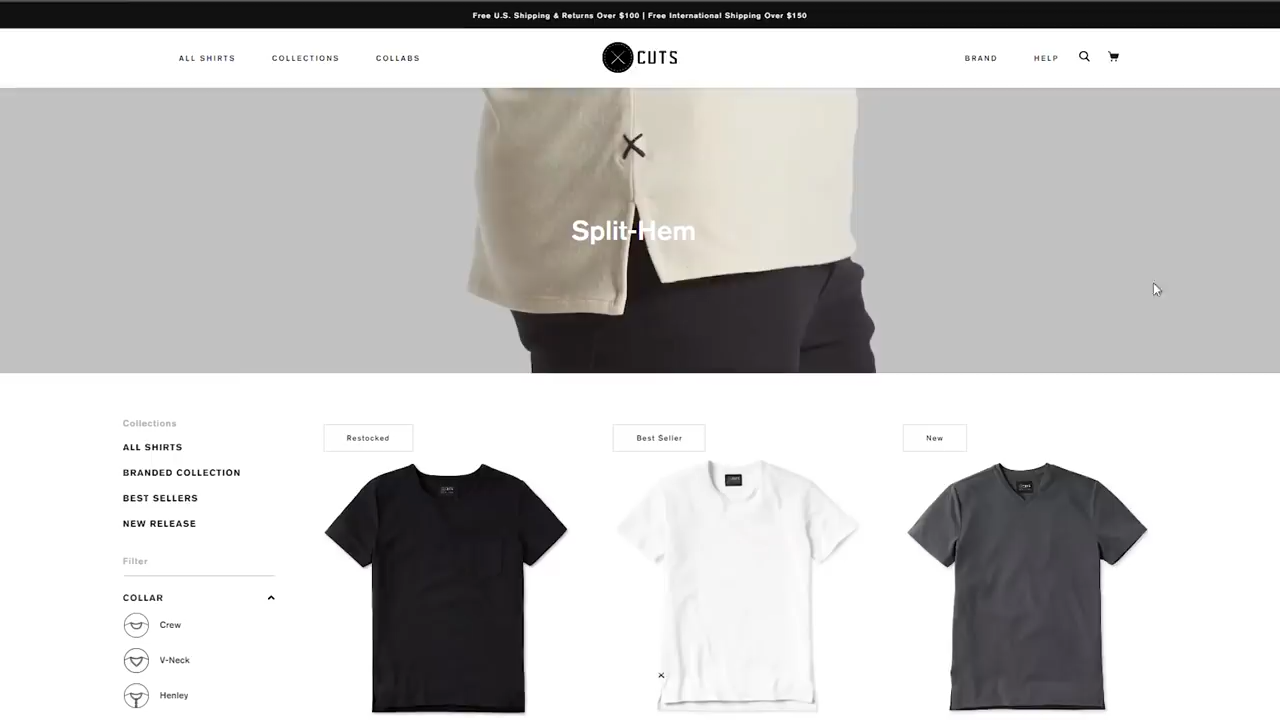 Free U.S. Shipping & Returns Over $100 | Free International Shipping Over $150
ALL SHIRTS COLLECTIONS COLLABS CUTS BRAND HELP
Split-Hem
Collections
ALL SHIRTS
BRANDED COLLECTION
BEST SELLERS
NEW RELEASE
Filter
COLLAR
Crew
V-Neck
Henley
Restocked
Best Seller
New